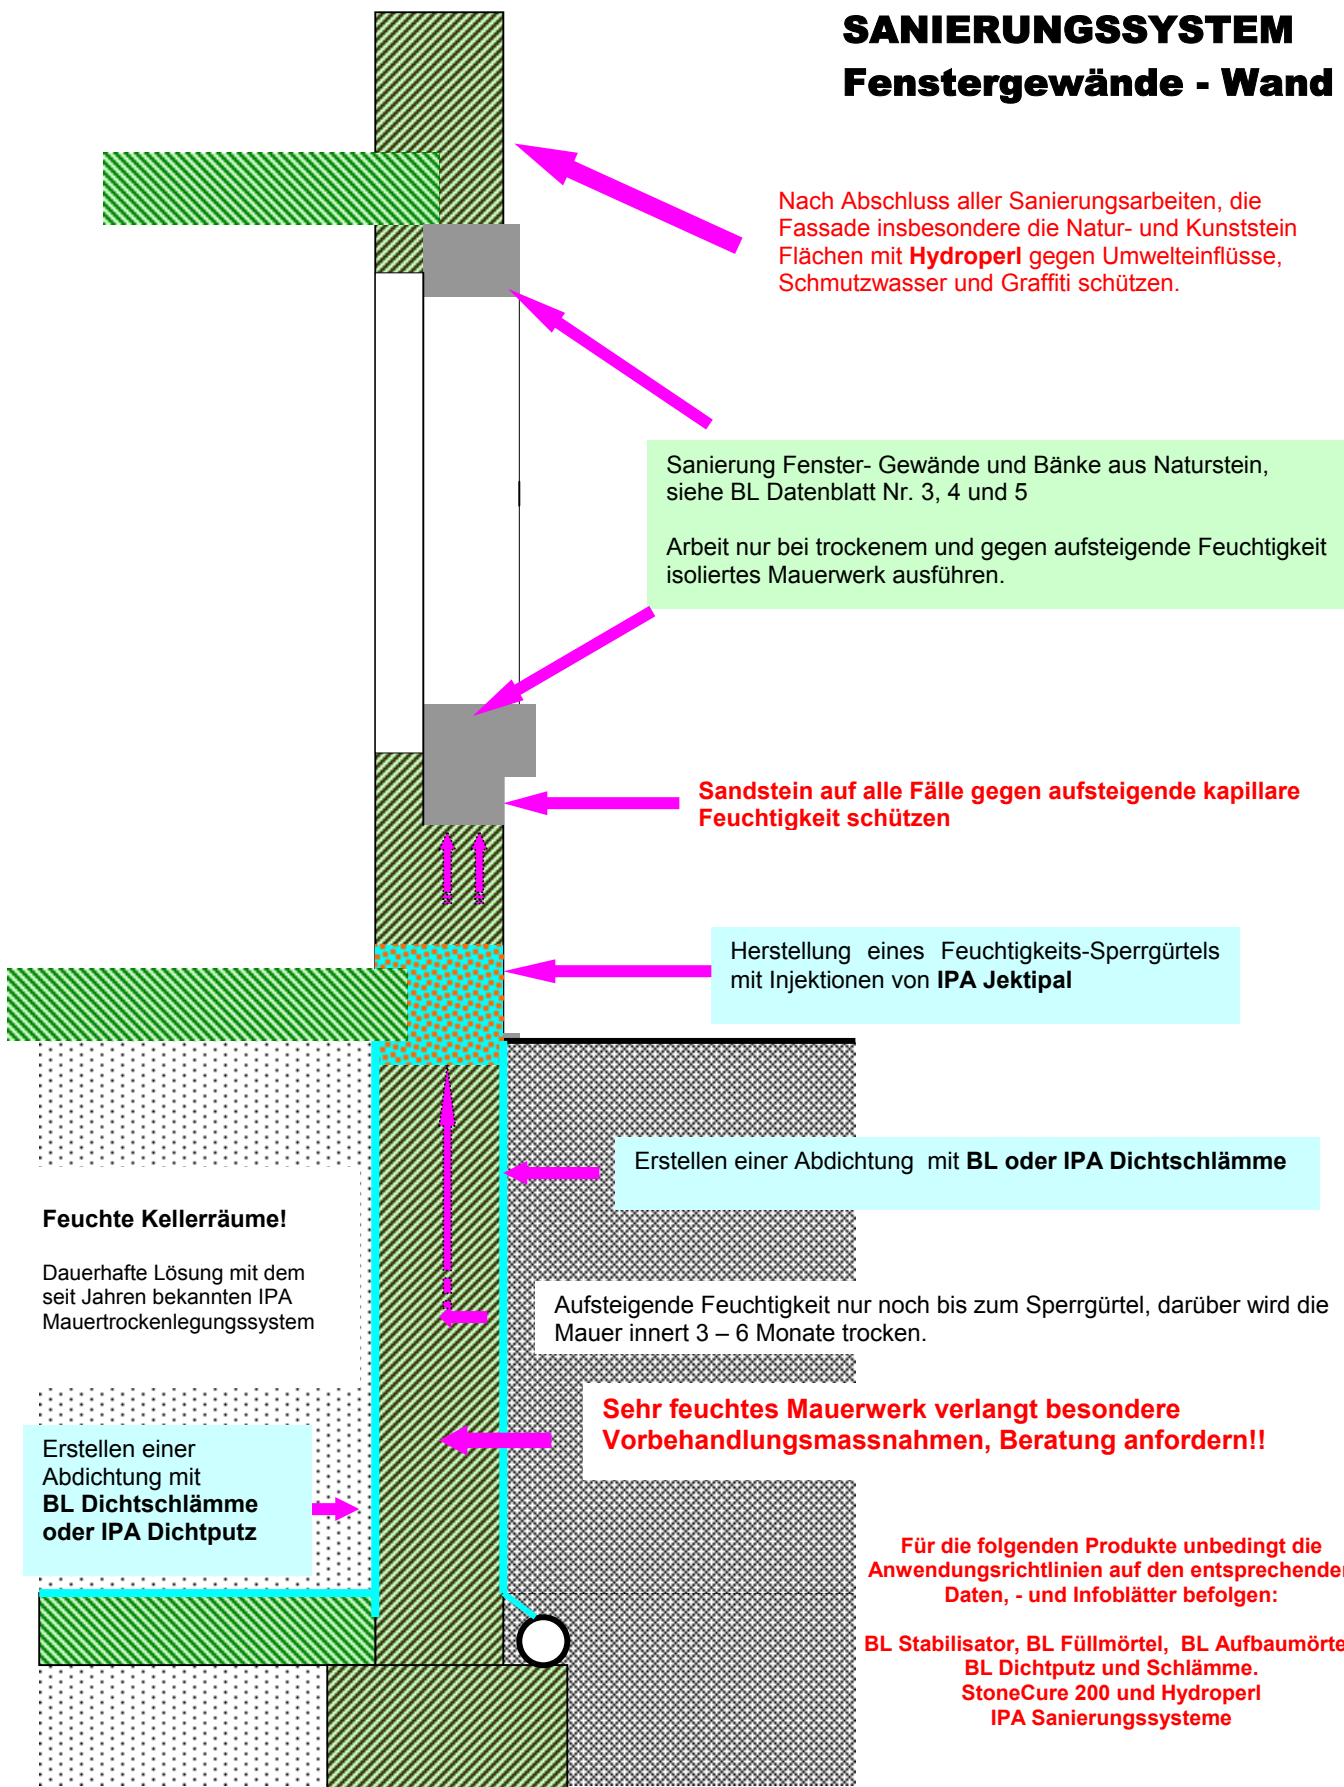 SANIERUNGSSYSTEM
Fenstergewände - Wand
Nach Abschluss aller Sanierungsarbeiten, die
Fassade insbesondere die Natur- und Kunststein
Flächen mit Hydroperl gegen Umwelteinflüsse,
Schmutzwasser und Graffiti schützen.
Sanierung Fenster- Gewände und Bänke aus Naturstein,
siehe BL Datenblatt Nr. 3, 4 und 5
Arbeit nur bei trockenem und gegen aufsteigende Feuchtigkeit
isoliertes Mauerwerk ausführen.
Sandstein auf alle Fälle gegen aufsteigende kapillare
Feuchtigkeit schützen
Herstellung eines Feuchtigkeits-Sperrgürtels
mit Injektionen von IPA Jektipal
Erstellen einer Abdichtung mit BL oder IPA Dichtschlämme
Feuchte Kellerräume!
Dauerhafte Lösung mit dem
seit Jahren bekannten IPA
Mauertrockenlegungssystem
Aufsteigende Feuchtigkeit nur noch bis zum Sperrgürtel, darüber wird die
Mauer innert 3 – 6 Monate trocken.
Sehr feuchtes Mauerwerk verlangt besondere
Vorbehandlungsmassnahmen, Beratung anfordern!!
Erstellen einer
Abdichtung mit
BL Dichtschlämme
oder IPA Dichtputz
Für die folgenden Produkte unbedingt die
Anwendungsrichtlinien auf den entsprechenden
Daten, - und Infoblätter befolgen:
BL Stabilisator, BL Füllmörtel, BL Aufbaumörte
BL Dichtputz und Schlämme.
StoneCure 200 und Hydroperl
IPA Sanierungssysteme